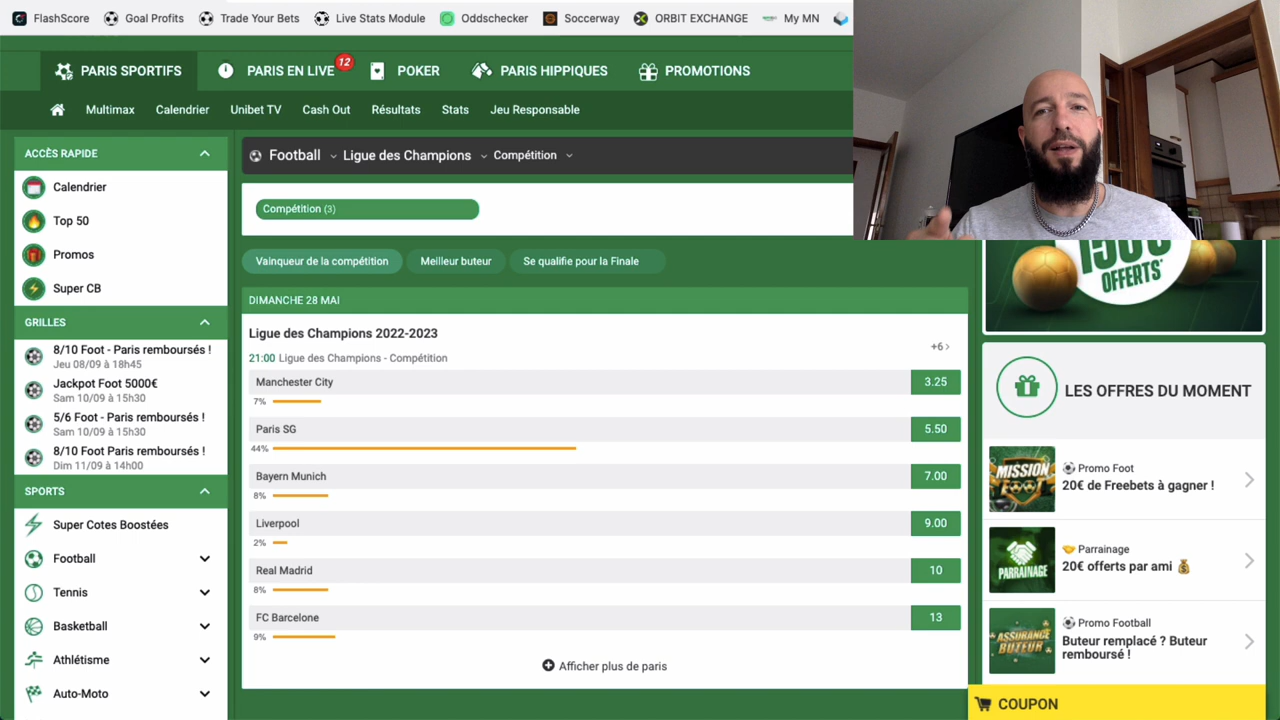 FlashScore
Goal Profits
Trade Your Bets
Live Stats Module
Oddschecker
Soccerway
ORBIT EXCHANGE
My MN
PARIS SPORTIFS
PARIS EN LIVE
12
POKER
PARIS HIPPIQUES
PROMOTIONS
Multimax
Calendrier
Unibet TV
Cash Out
Résultats
Stats
Jeu Responsable
ACCÈS RAPIDE
Calendrier
Top 50
Promos
Super CB
GRILLES
8/10 Foot - Paris remboursés !
Jeu 08/09 à 18h45
Jackpot Foot 5000€
Sam 10/09 à 15h30
5/6 Foot - Paris remboursés !
Sam 10/09 à 15h30
8/10 Foot Paris remboursés !
Dim 11/09 à 14h00
SPORTS
Super Cotes Boostées
Football
Tennis
Basketball
Athlétisme
Auto-Moto
Football
Ligue des Champions
Compétition
Compétition (3)
Vainqueur de la compétition
Meilleur buteur
Se qualifie pour la Finale
DIMANCHE 28 MAI
Ligue des Champions 2022-2023
+6
21:00 Ligue des Champions - Compétition
Manchester City
3.25
7%
Paris SG
5.50
44%
Bayern Munich
7.00
8%
Liverpool
9.00
2%
Real Madrid
10
8%
FC Barcelone
13
9%
Afficher plus de paris
OFFERTS*
LES OFFRES DU MOMENT
MISSION
FOOT
Promo Foot
20€ de Freebets à gagner !
PARRAINAGE
Parrainage
20€ offerts par ami
ASSURANCE
BUTEUR
Promo Football
Buteur remplacé ? Buteur
remboursé !
COUPON